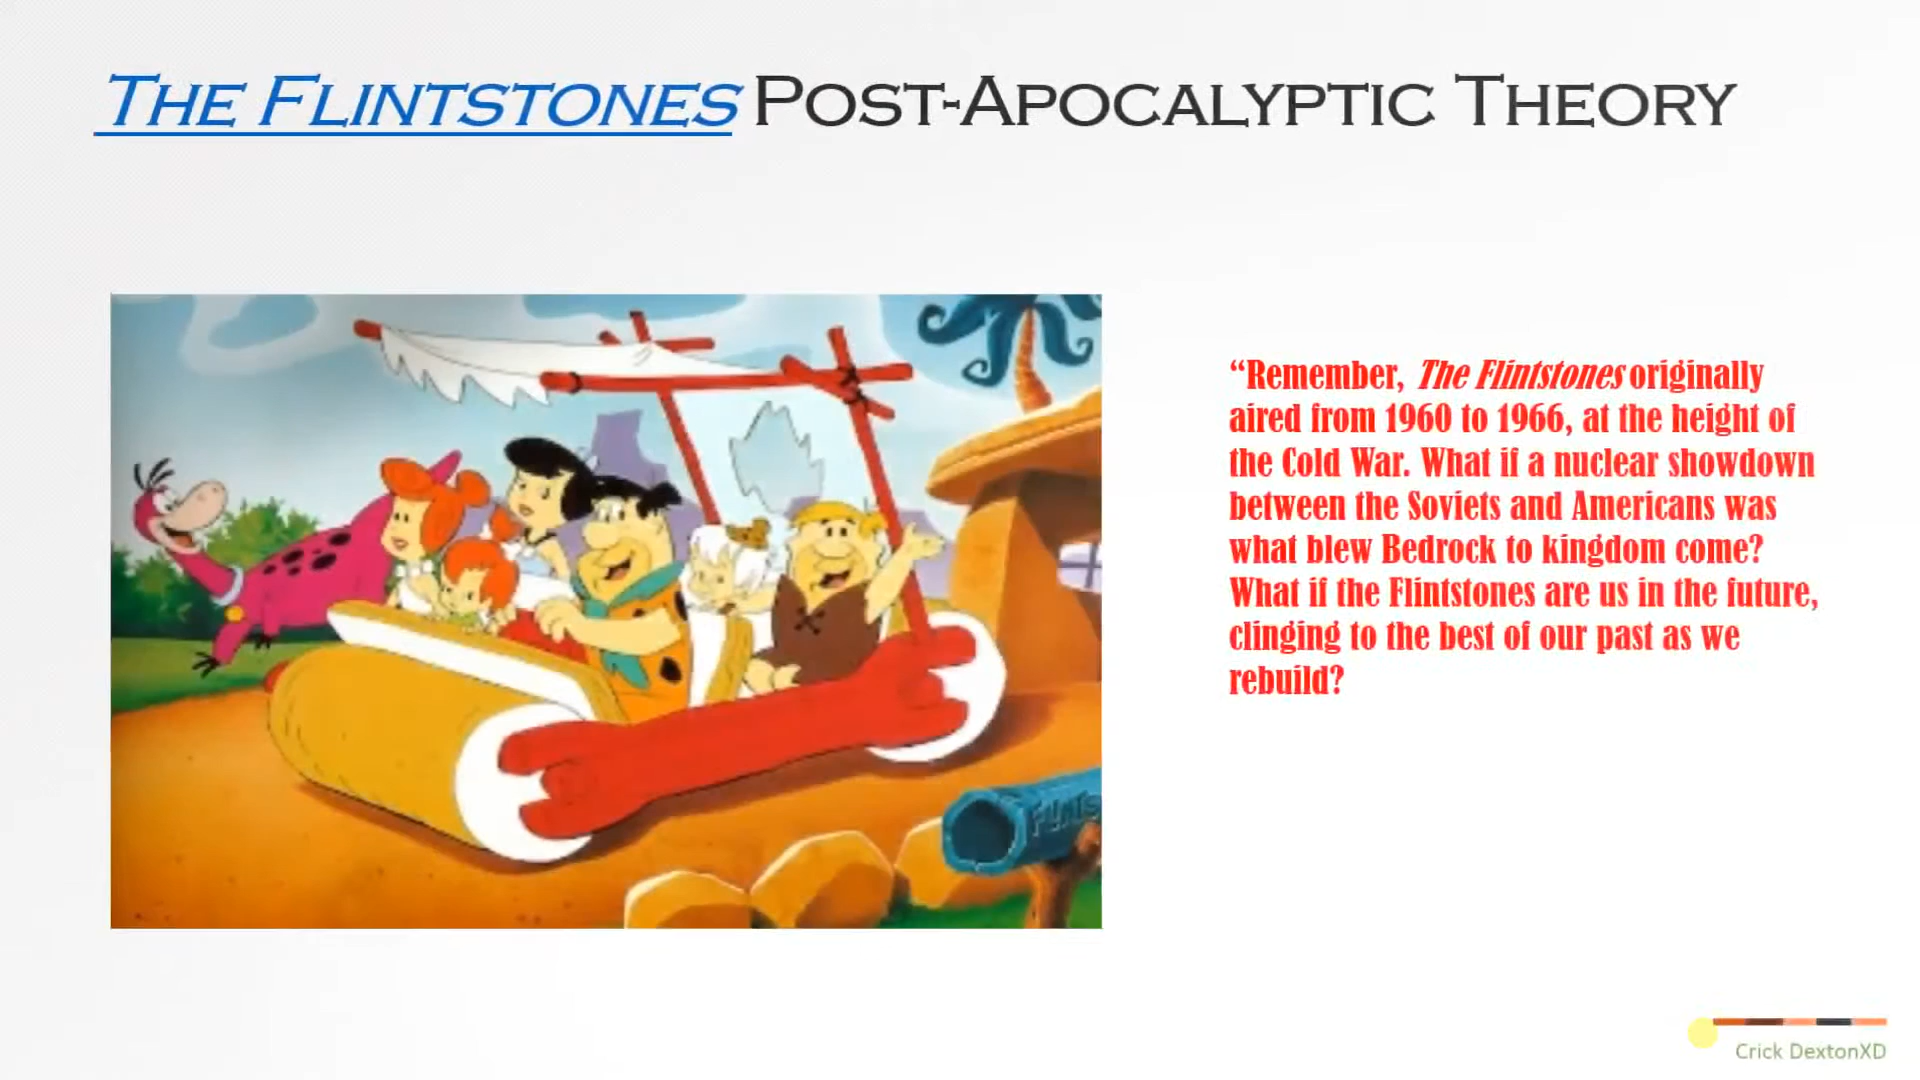 The Flintstones Post-Apocalyptic Theory
“Remember, The Flintstones originally
aired from 1960 to 1966, at the height of
the Cold War. What if a nuclear showdown
between the Soviets and Americans was
what blew Bedrock to kingdom come?
What if the Flintstones are us in the future,
clinging to the best of our past as we
rebuild?
FLINTS
Crick DextonXD